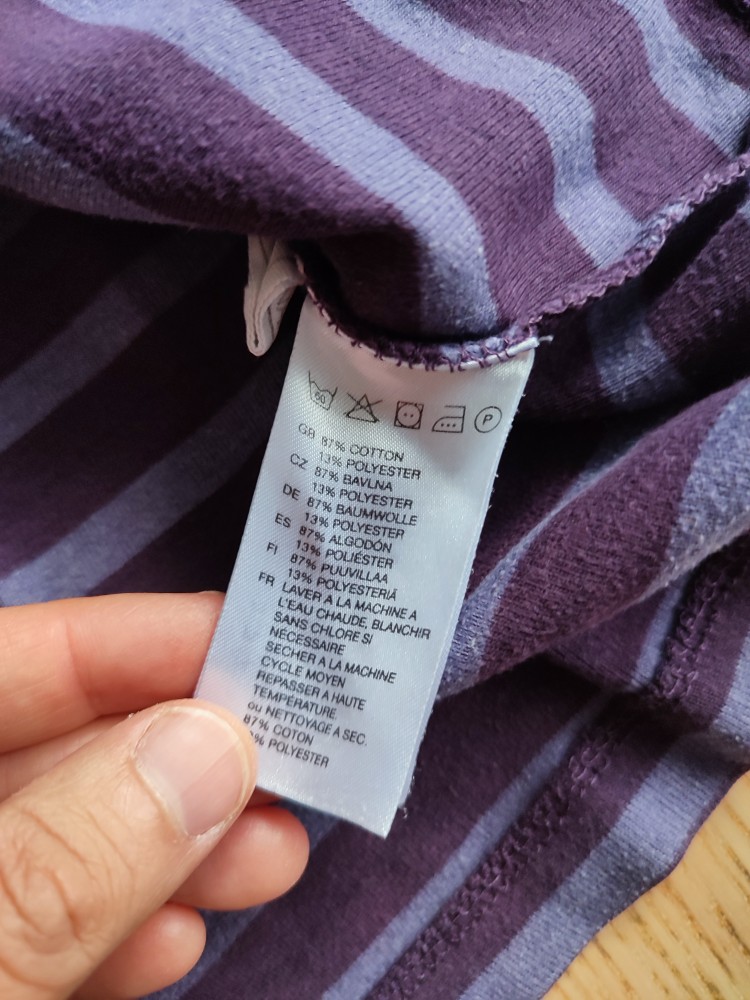 60
P
GB 87% COTTON
13% POLYESTER
CZ 87% BAVLNA
13% POLYESTER
DE 87% BAUMWOLLE
13% POLYESTER
ES 87% ALGODÓN
13% POLIÉSTER
FI 87% PUUVILLAA
13% POLYESTERIÄ
FR LAVER A LA MACHINE A
L'EAU CHAUDE, BLANCHIR
SANS CHLORE SI
NECESSAIRE
SECHER A LA MACHINE
CYCLE MOYEN
REPASSER A HAUTE
TEMPERATURE
ou NETTOYAGE A SEC.
87% COTON
% POLYESTER